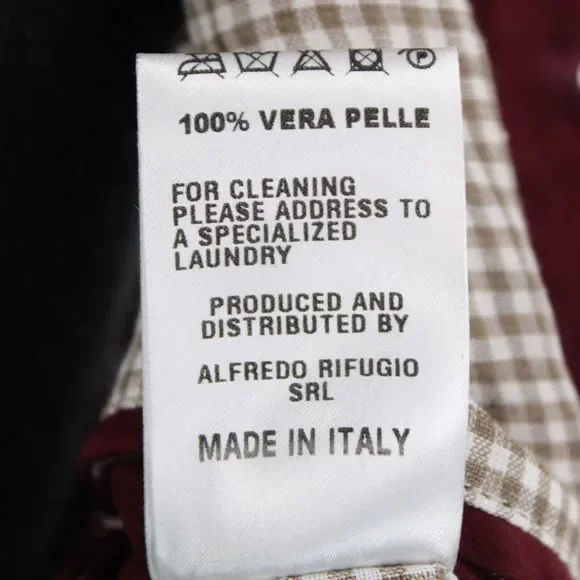 100% VERA PELLE
FOR CLEANING
PLEASE ADDRESS TO
A SPECIALIZED
LAUNDRY
PRODUCED AND
DISTRIBUTED BY
ALFREDO RIFUGIO
SRL
MADE IN ITALY